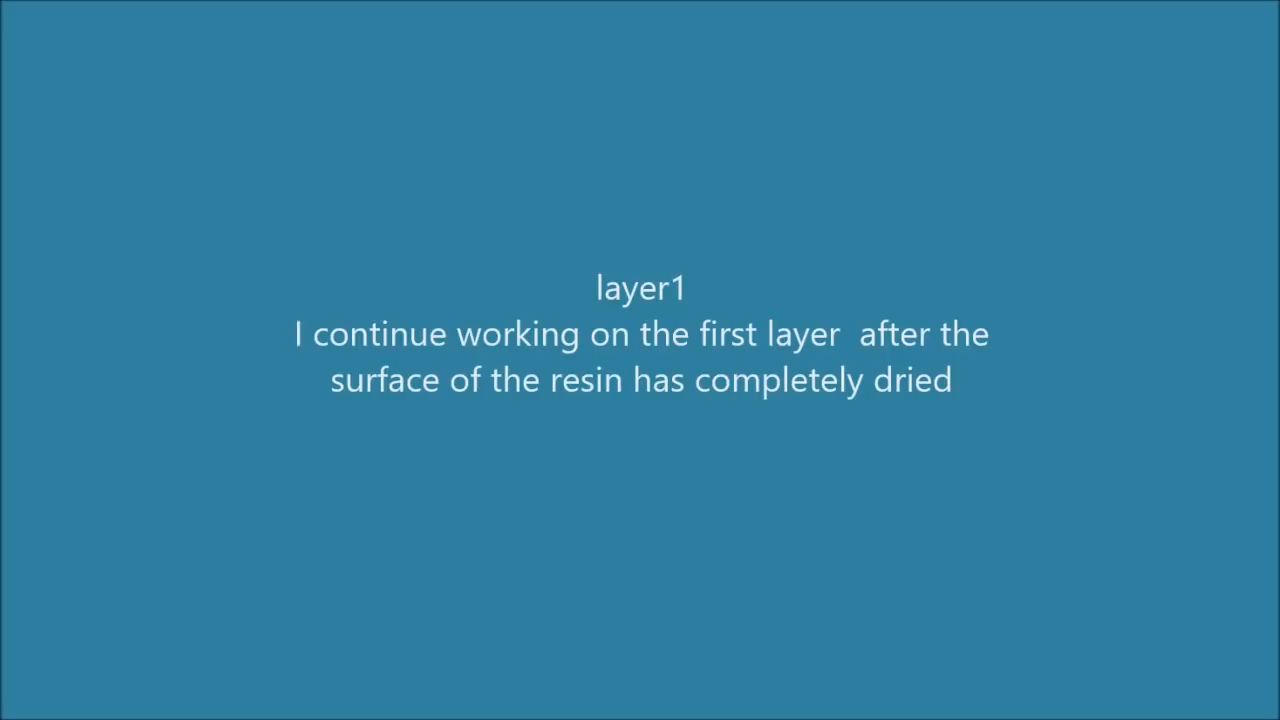 layer1
I continue working on the first layer  after the
surface of the resin has completely dried